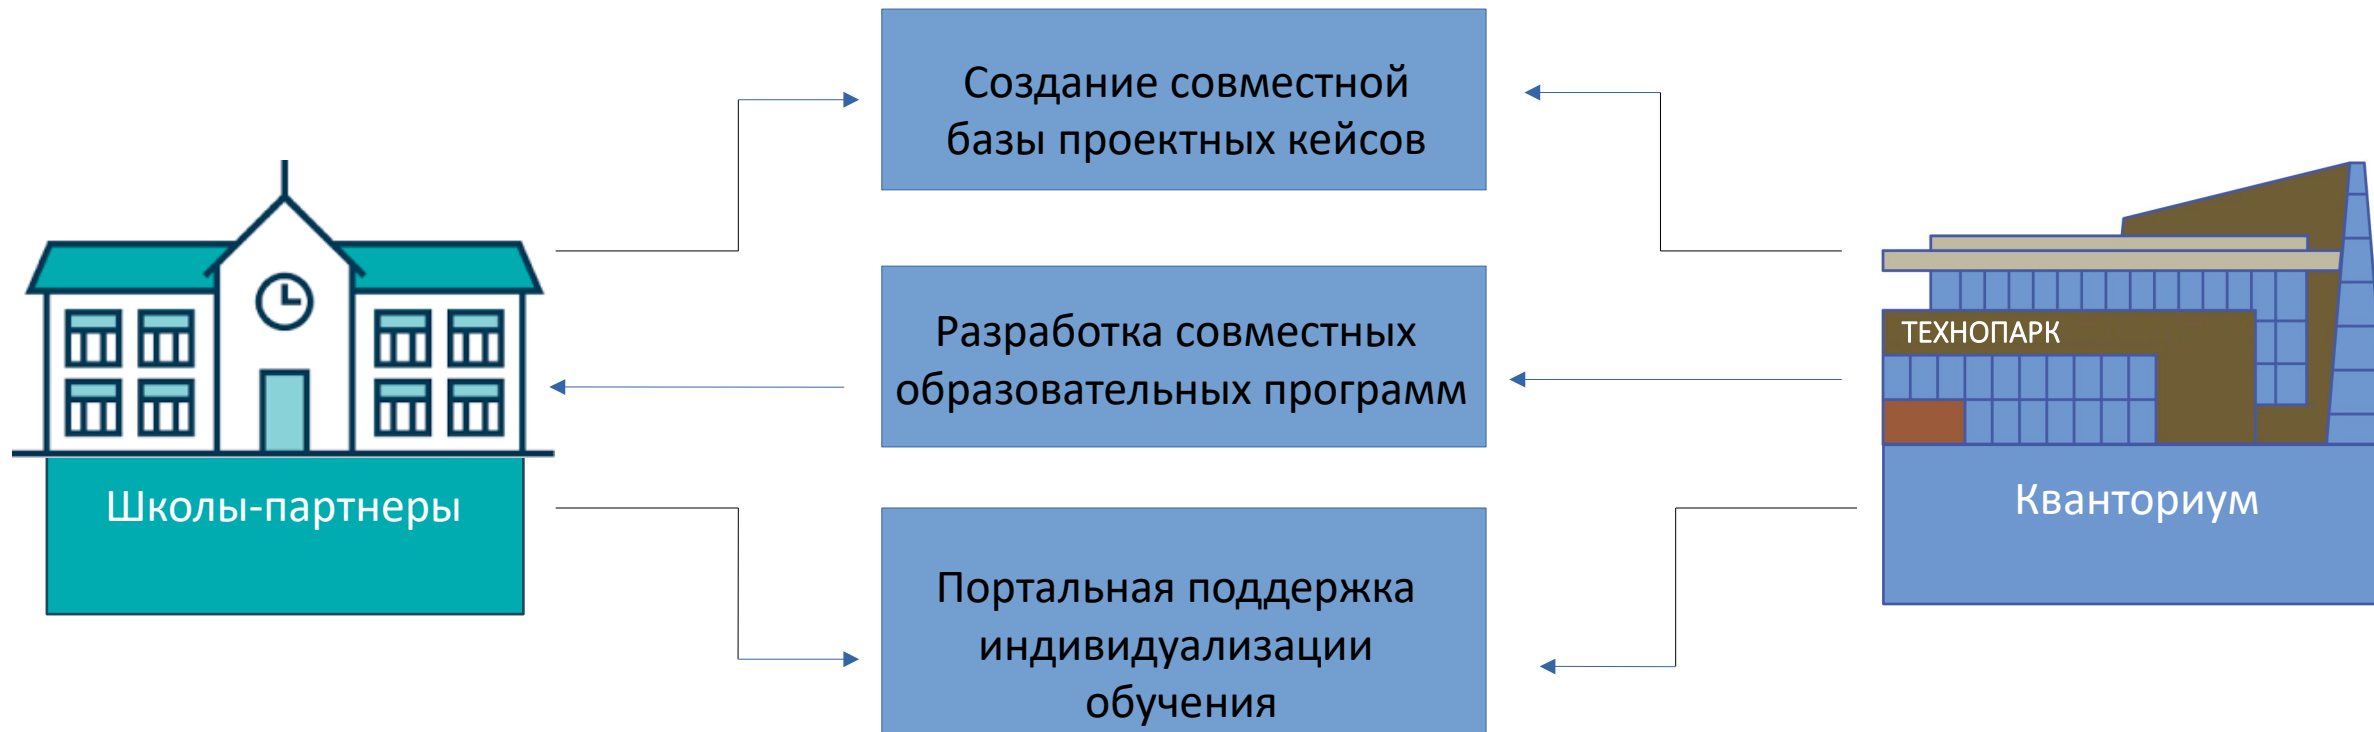 Создание совместной
базы проектных кейсов
Разработка совместных
образовательных программ
ТЕХНОПАРК
Школы-партнеры
Кванториум
Портальная поддержка
индивидуализации
обучения